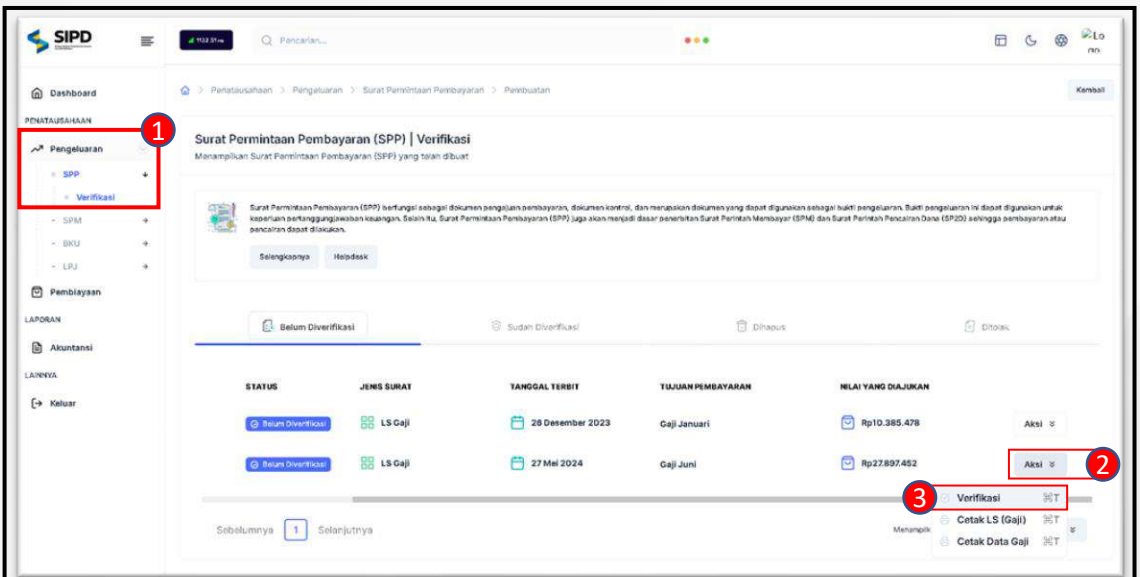 SIPD
Pencarian...
Dashboard
Penatausahaan > Pengeluaran > Surat Permintaan Pembayaran > Pembuatan
Kembali
PENATAUSAHAAN
1
Pengeluaran
SPP
Verifikasi
SPM
BKU
LPJ
Pembiayaan
LAPORAN
Akuntansi
LAINNYA
Keluar
Surat Permintaan Pembayaran (SPP) | Verifikasi
Menampilkan Surat Permintaan Pembayaran (SPP) yang telah dibuat
Surat Permintaan Pembayaran (SPP) berfungsi sebagai dokumen pengajuan pembayaran, dokumen kontrol, dan merupakan dokumen yang dapat digunakan sebagai bukti pengeluaran. Bukti pengeluaran ini dapat digunakan untuk
keperluan pertanggungjawaban keuangan. Selain itu, Surat Permintaan Pembayaran (SPP) juga akan menjadi dasar penerbitan Surat Perintah Membayar (SPM) dan Surat Perintah Pencairan Dana (SP2D) sehingga pembayaran atau
pencairan dapat dilakukan.
Selengkapnya Helpdesk
Belum Diverifikasi Sudah Diverifikasi Dihapus Ditolak
STATUS JENIS SURAT TANGGAL TERBIT TUJUAN PEMBAYARAN NILAI YANG DIAJUKAN
Belum Diverifikasi LS Gaji 28 Desember 2023 Gaji Januari Rp10.385.478 Aksi
Belum Diverifikasi LS Gaji 27 Mei 2024 Gaji Juni Rp27.897.452 Aksi 2
3 Verifikasi ⌘T
Cetak LS (Gaji) ⌘T
Cetak Data Gaji ⌘T
Sebelumnya 1 Selanjutnya